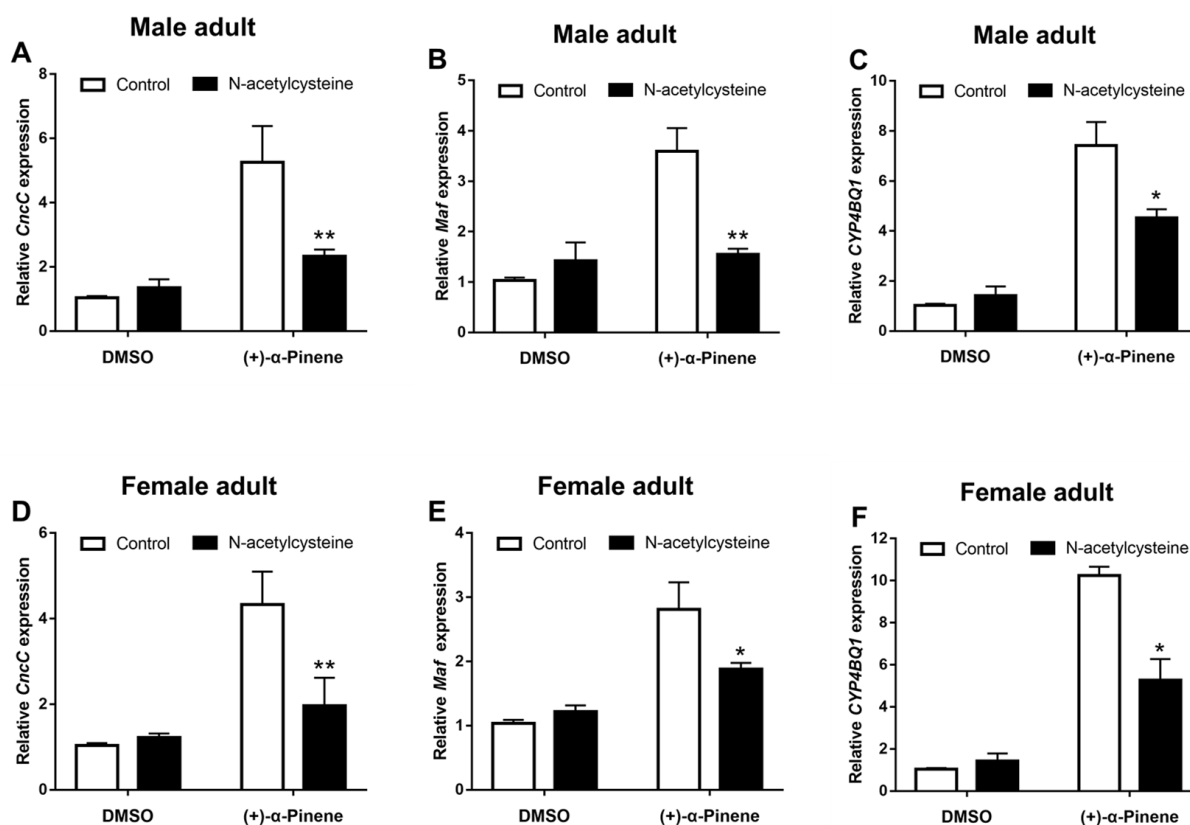 Male adult
A
Control N-acetylcysteine
Relative CncC expression
8
6
4
2
0
DMSO (+)-α-Pinene
Male adult
B
Control N-acetylcysteine
Relative Maf expression
5
4
3
2
1
0
DMSO (+)-α-Pinene
**
**
Male adult
C
Control N-acetylcysteine
Relative CYP4BQ1 expression
10
8
6
4
2
0
*
DMSO (+)-α-Pinene
Female adult
D
Control N-acetylcysteine
Relative CncC expression
6
4
2
0
**
DMSO (+)-α-Pinene
Female adult
E
Control N-acetylcysteine
Relative Maf expression
4
3
2
1
0
*
DMSO (+)-α-Pinene
Female adult
F
Control N-acetylcysteine
Relative CYP4BQ1 expression
12
10
8
6
4
2
0
*
DMSO (+)-α-Pinene